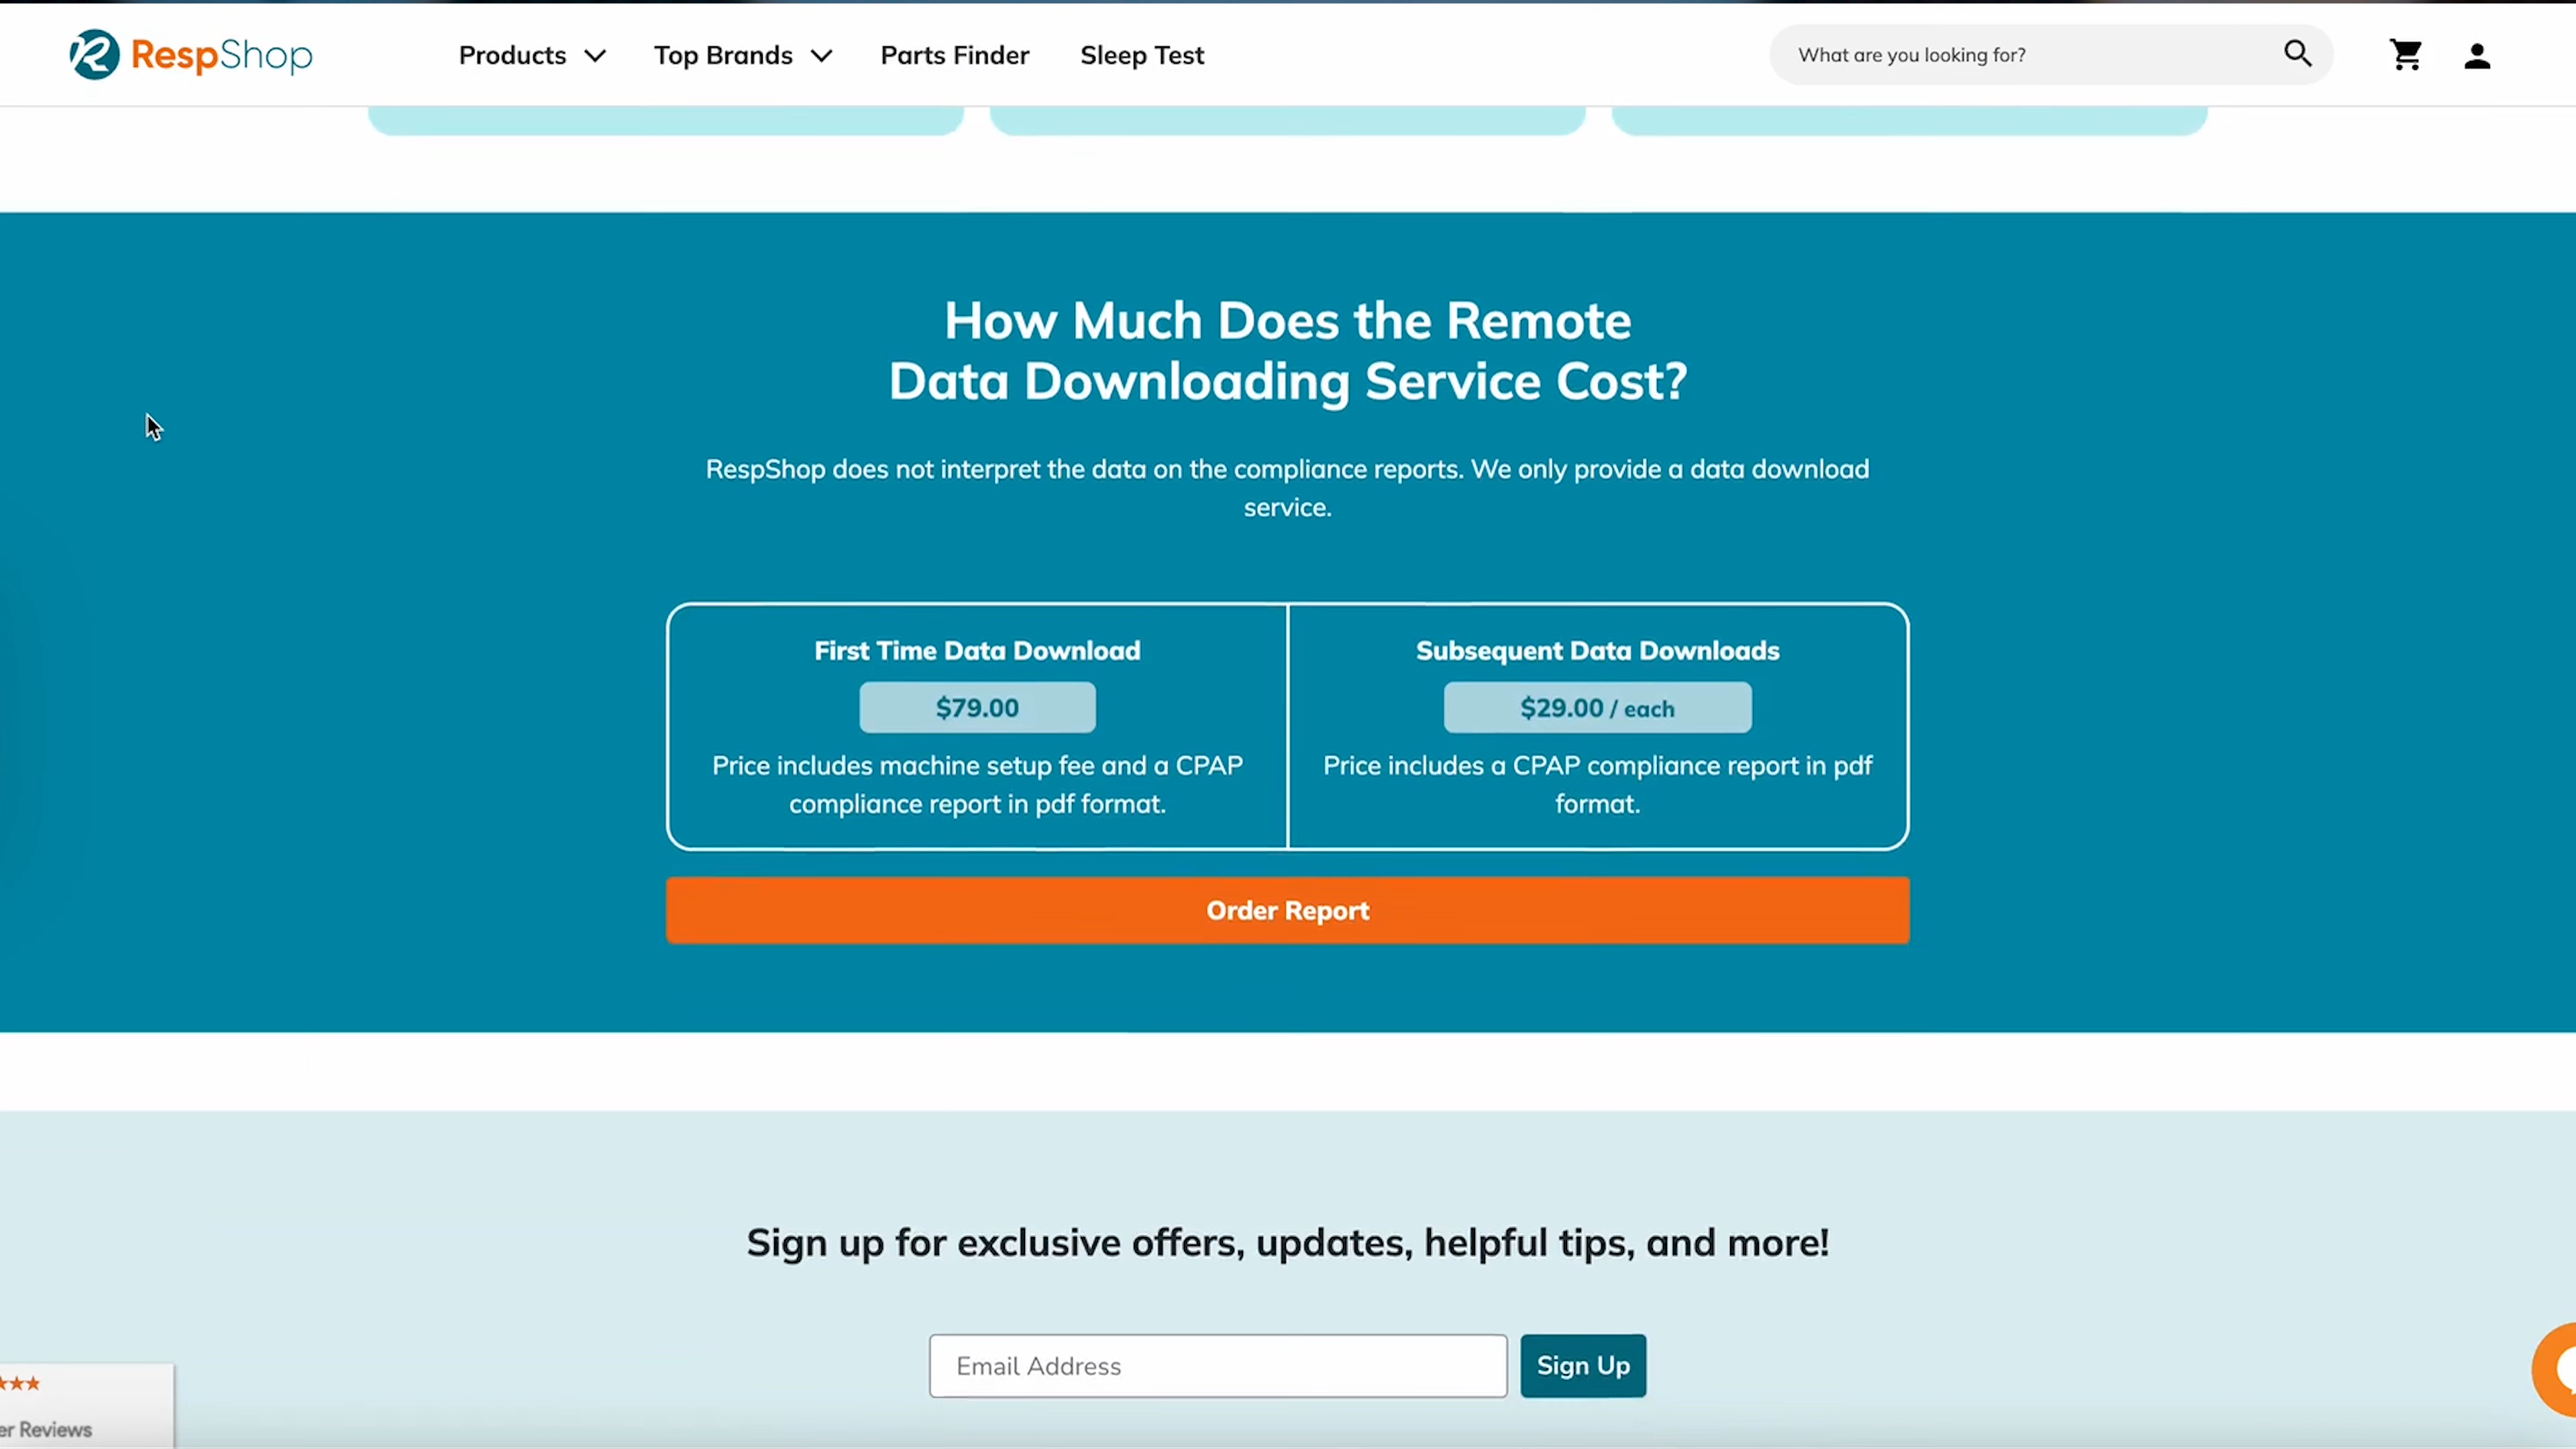 RespShop
Products
Top Brands
Parts Finder
Sleep Test
What are you looking for?
How Much Does the Remote
Data Downloading Service Cost?
RespShop does not interpret the data on the compliance reports. We only provide a data download
service.
First Time Data Download
$79.00
Price includes machine setup fee and a CPAP
compliance report in pdf format.
Subsequent Data Downloads
$29.00 / each
Price includes a CPAP compliance report in pdf
format.
Order Report
Sign up for exclusive offers, updates, helpful tips, and more!
Email Address
Sign Up
Reviews